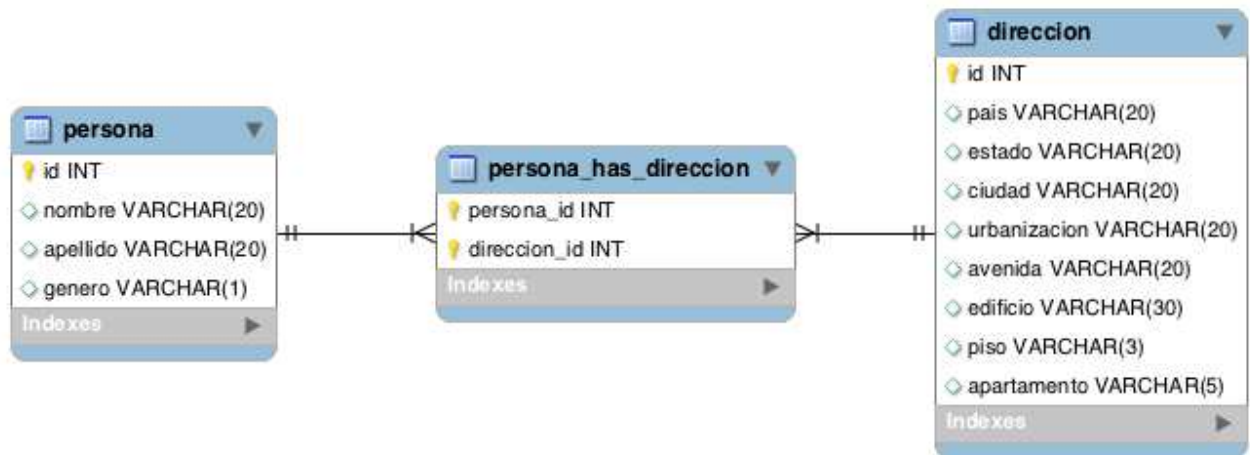 persona
id INT
nombre VARCHAR(20)
apellido VARCHAR(20)
genero VARCHAR(1)
Indexes
persona_has_direccion
persona_id INT
direccion_id INT
Indexes
direccion
id INT
pais VARCHAR(20)
estado VARCHAR(20)
ciudad VARCHAR(20)
urbanizacion VARCHAR(20)
avenida VARCHAR(20)
edificio VARCHAR(30)
piso VARCHAR(3)
apartamento VARCHAR(5)
Indexes